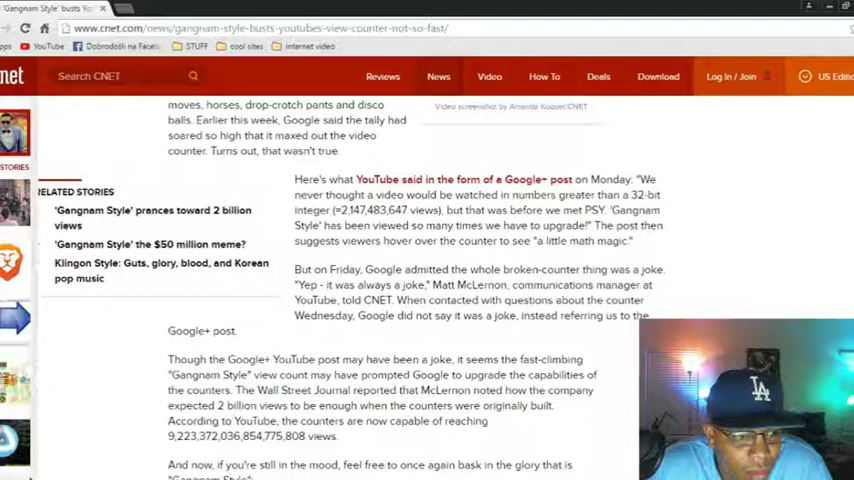 'Gangnam Style' busts Yo
www.cnet.com/news/gangnam-style-busts-youtubes-view-counter-not-so-fast/
pps YouTube Dobrodošli na Facel STUFF cool sites internet video
net Search CNET Reviews News Video How To Deals Download Log In / Join US Editio
moves, horses, drop-crotch pants and disco
balls. Earlier this week, Google said the tally had
soared so high that it maxed out the video
counter. Turns out, that wasn't true.
Video screenshot by Amanda Kooser/CNET
STORIES
RELATED STORIES
'Gangnam Style' prances toward 2 billion
views
'Gangnam Style' the $50 million meme?
Klingon Style: Guts, glory, blood, and Korean
pop music
Here's what YouTube said in the form of a Google+ post on Monday: "We
never thought a video would be watched in numbers greater than a 32-bit
integer (=2,147,483,647 views), but that was before we met PSY. 'Gangnam
Style' has been viewed so many times we have to upgrade!" The post then
suggests viewers hover over the counter to see "a little math magic."
But on Friday, Google admitted the whole broken-counter thing was a joke.
"Yep - it was always a joke," Matt McLernon, communications manager at
YouTube, told CNET. When contacted with questions about the counter
Wednesday, Google did not say it was a joke, instead referring us to the
Google+ post.
Though the Google+ YouTube post may have been a joke, it seems the fast-climbing
"Gangnam Style" view count may have prompted Google to upgrade the capabilities of
the counters. The Wall Street Journal reported that McLernon noted how the company
expected 2 billion views to be enough when the counters were originally built.
According to YouTube, the counters are now capable of reaching
9,223,372,036,854,775,808 views.
And now, if you're still in the mood, feel free to once again bask in the glory that is
"Gangnam Style":
LA